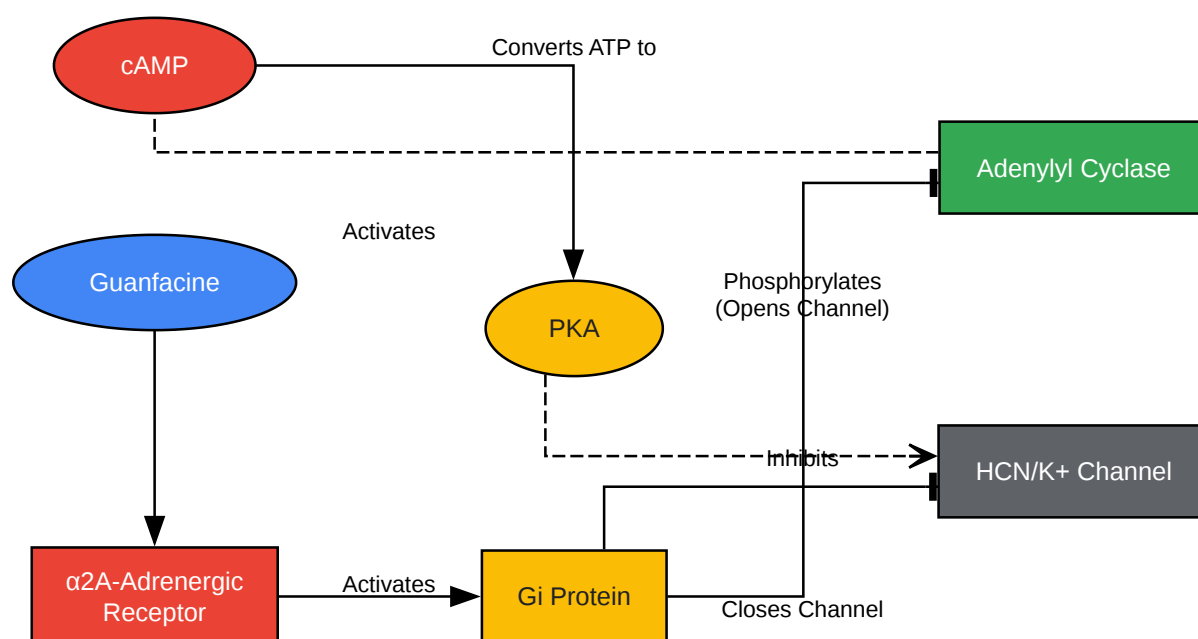 Converts ATP to
cAMP
Adenylyl Cyclase
Activates
Guanfacine
Phosphorylates
(Opens Channel)
PKA
Inhibits
HCN/K+ Channel
α2A-Adrenergic
Receptor
Activates
Gi Protein
Closes Channel